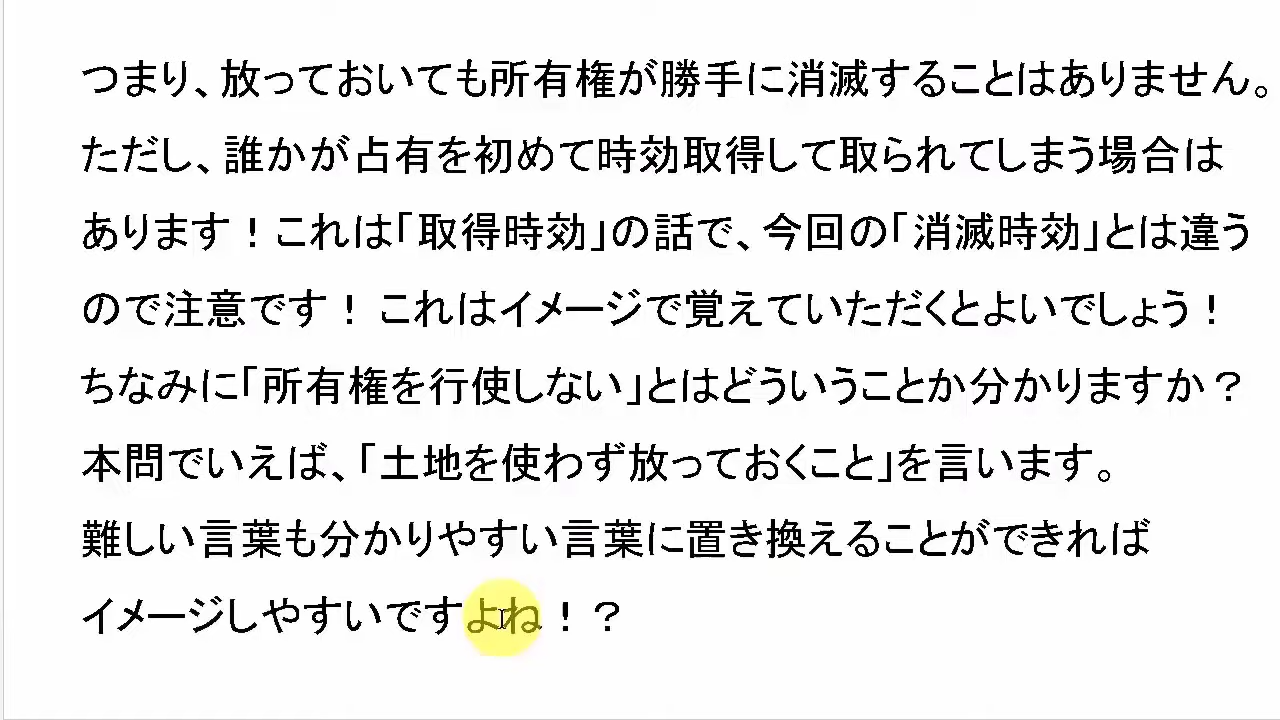 つまり、放っておいても所有権が勝手に消滅することはありません。
ただし、誰かが占有を初めて時効取得して取られてしまう場合は
あります！これは「取得時効」の話で、今回の「消滅時効」とは違う
ので注意です！ これはイメージで覚えていただくとよいでしょう！
ちなみに「所有権を行使しない」とはどういうことか分かりますか？
本問でいえば、「土地を使わず放っておくこと」を言います。
難しい言葉も分かりやすい言葉に置き換えることができれば
イメージしやすいですよね！？